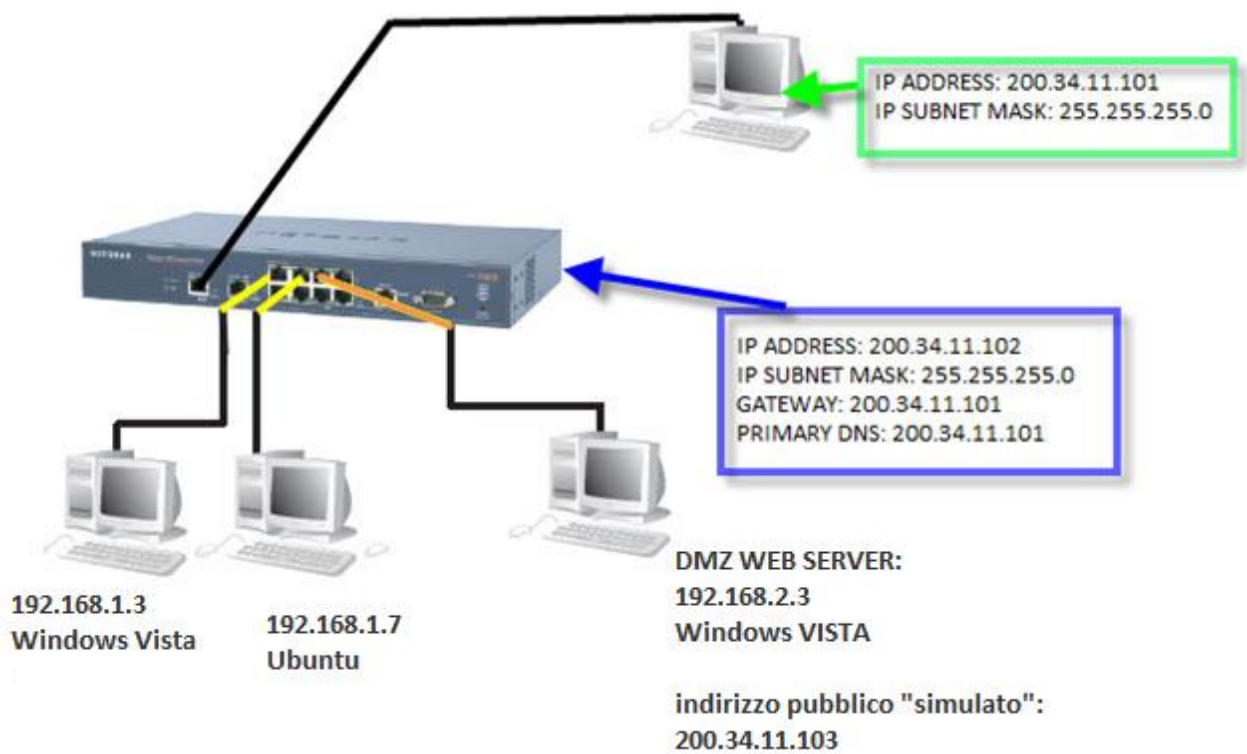 IP ADDRESS: 200.34.11.101
IP SUBNET MASK: 255.255.255.0
NETGEAR
IP ADDRESS: 200.34.11.102
IP SUBNET MASK: 255.255.255.0
GATEWAY: 200.34.11.101
PRIMARY DNS: 200.34.11.101
192.168.1.3
Windows Vista
192.168.1.7
Ubuntu
DMZ WEB SERVER:
192.168.2.3
Windows VISTA
indirizzo pubblico "simulato":
200.34.11.103